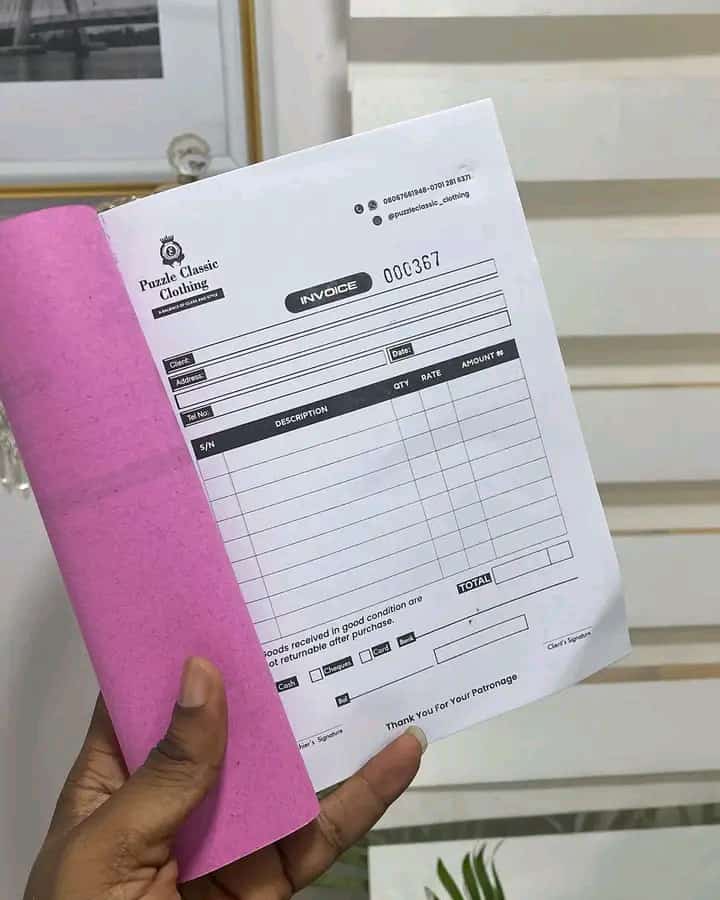 08067661948-0701 281 6371
@puzzleclassic_clothing
Puzzle Classic
Clothing
A BALANCE OF CLASS AND STYLE
INVOICE
000367
Client:
Address:
Tel No:
Date:
S/N DESCRIPTION QTY RATE AMOUNT ₦
TOTAL
Goods received in good condition are
not returnable after purchase.
Cash Cheques Card Bank
Bal
Client's Signature
Signature
Thank You For Your Patronage